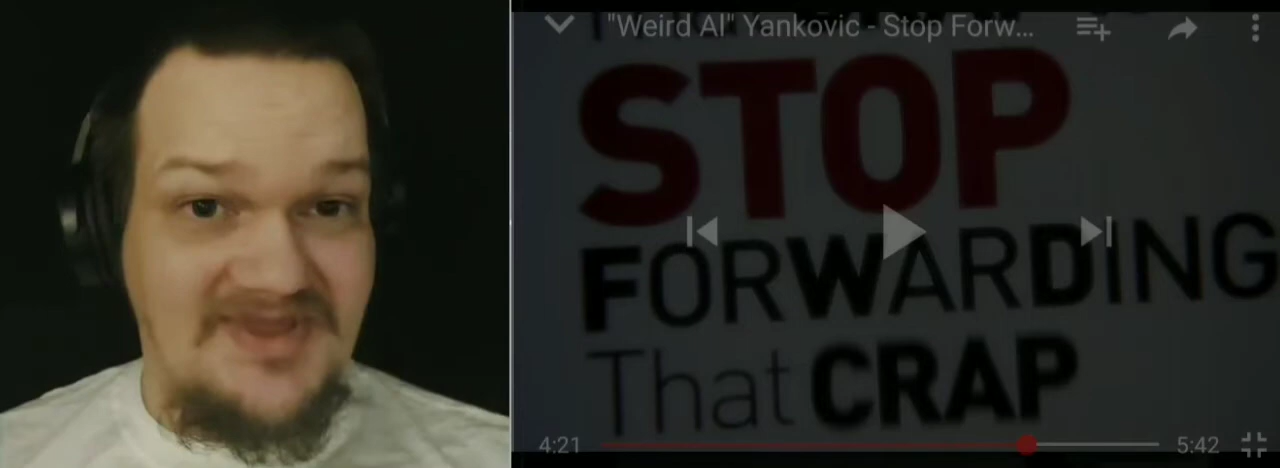 "Weird Al" Yankovic - Stop Forw...
STOP
FORWARDING
That CRAP
4:21
5:42